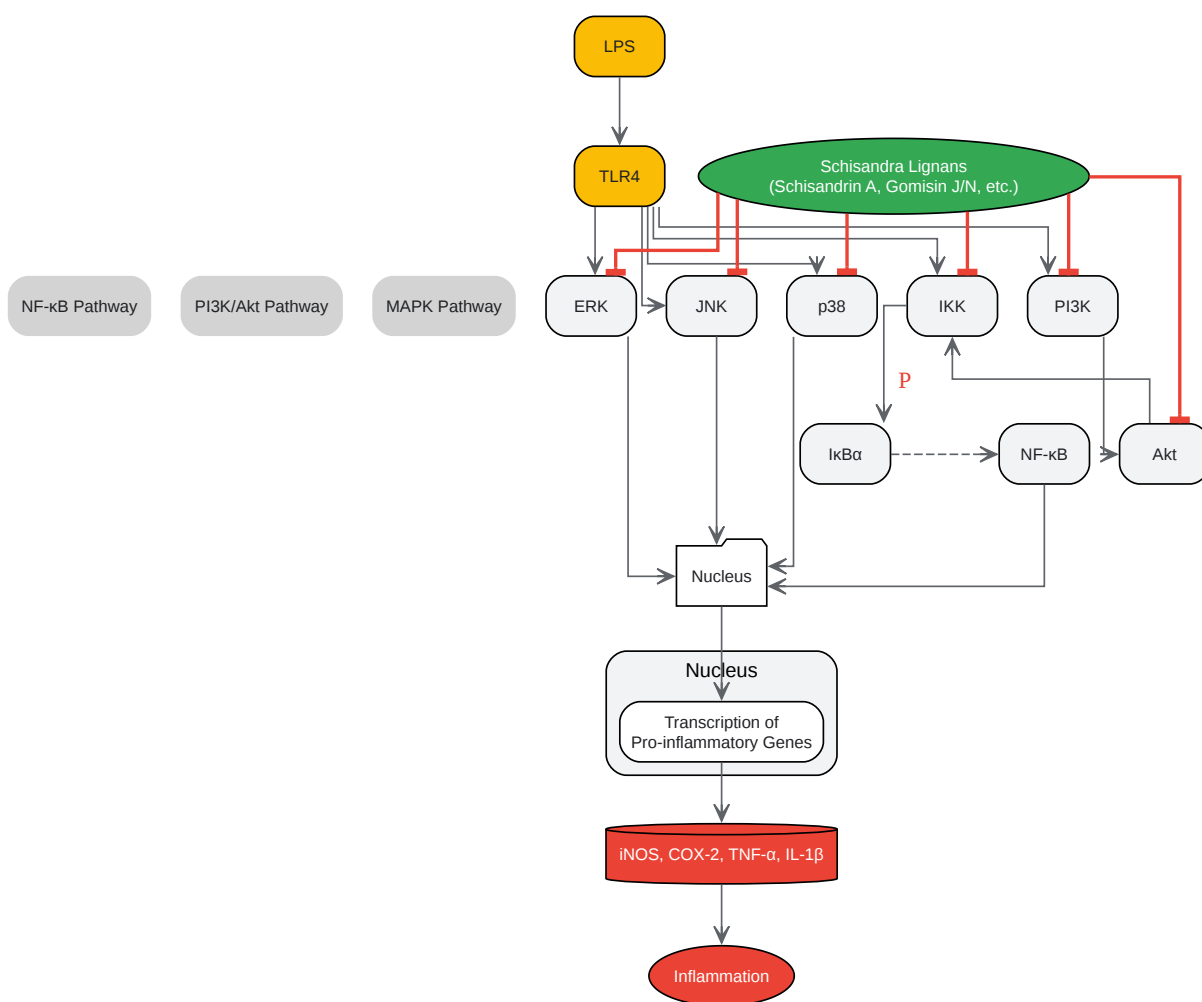 LPS
TLR4
Schisandra Lignans
(Schisandrin A, Gomisin J/N, etc.)
NF-κB Pathway
PI3K/Akt Pathway
MAPK Pathway
ERK
JNK
p38
IKK
PI3K
P
IκBα
NF-κB
Akt
Nucleus
Nucleus
Transcription of
Pro-inflammatory Genes
iNOS, COX-2, TNF-α, IL-1β
Inflammation